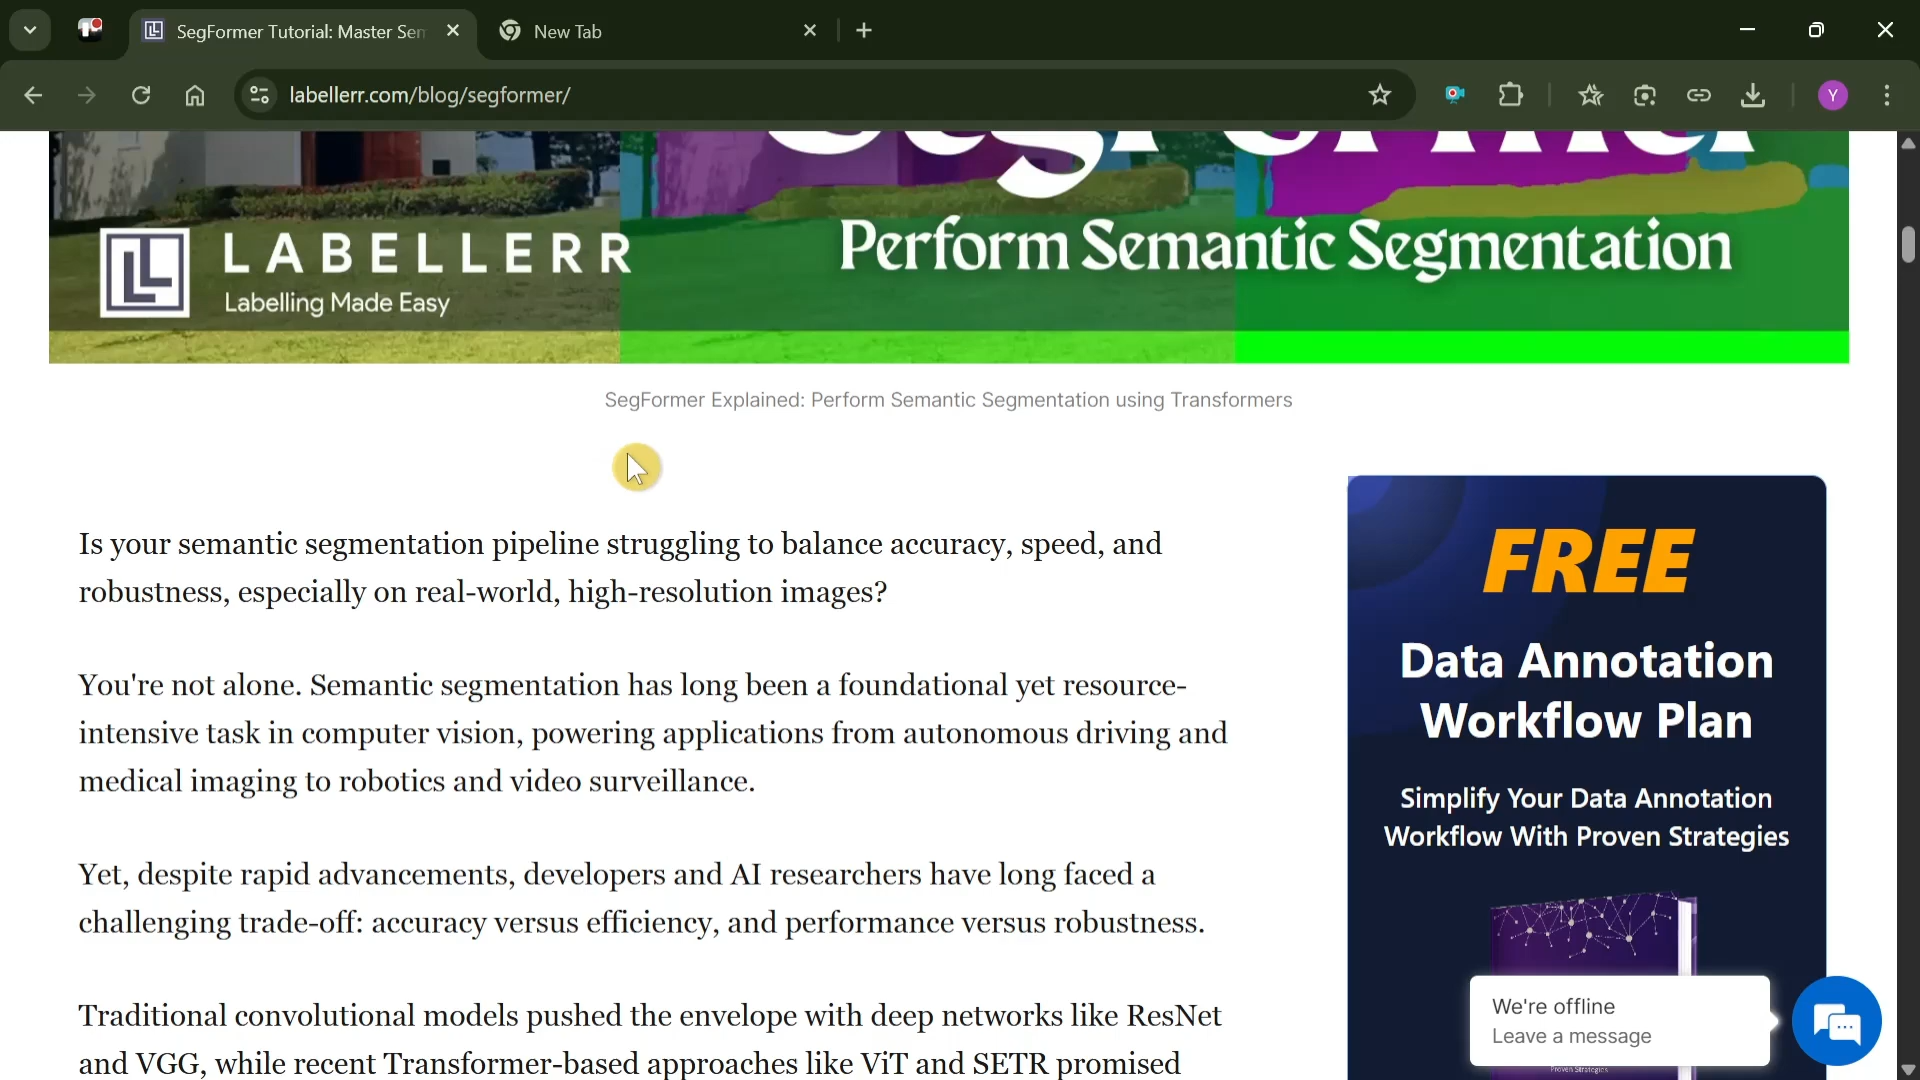 SegFormer Tutorial: Master Sem
New Tab
labellerr.com/blog/segformer/
Y
SegFormer
Perform Semantic Segmentation
LABELLERR
Labelling Made Easy
SegFormer Explained: Perform Semantic Segmentation using Transformers
Is your semantic segmentation pipeline struggling to balance accuracy, speed, and
robustness, especially on real-world, high-resolution images?
You're not alone. Semantic segmentation has long been a foundational yet resource-
intensive task in computer vision, powering applications from autonomous driving and
medical imaging to robotics and video surveillance.
Yet, despite rapid advancements, developers and AI researchers have long faced a
challenging trade-off: accuracy versus efficiency, and performance versus robustness.
Traditional convolutional models pushed the envelope with deep networks like ResNet
and VGG, while recent Transformer-based approaches like ViT and SETR promised
FREE
Data Annotation
Workflow Plan
Simplify Your Data Annotation
Workflow With Proven Strategies
Proven Strategies
We're offline
Leave a message